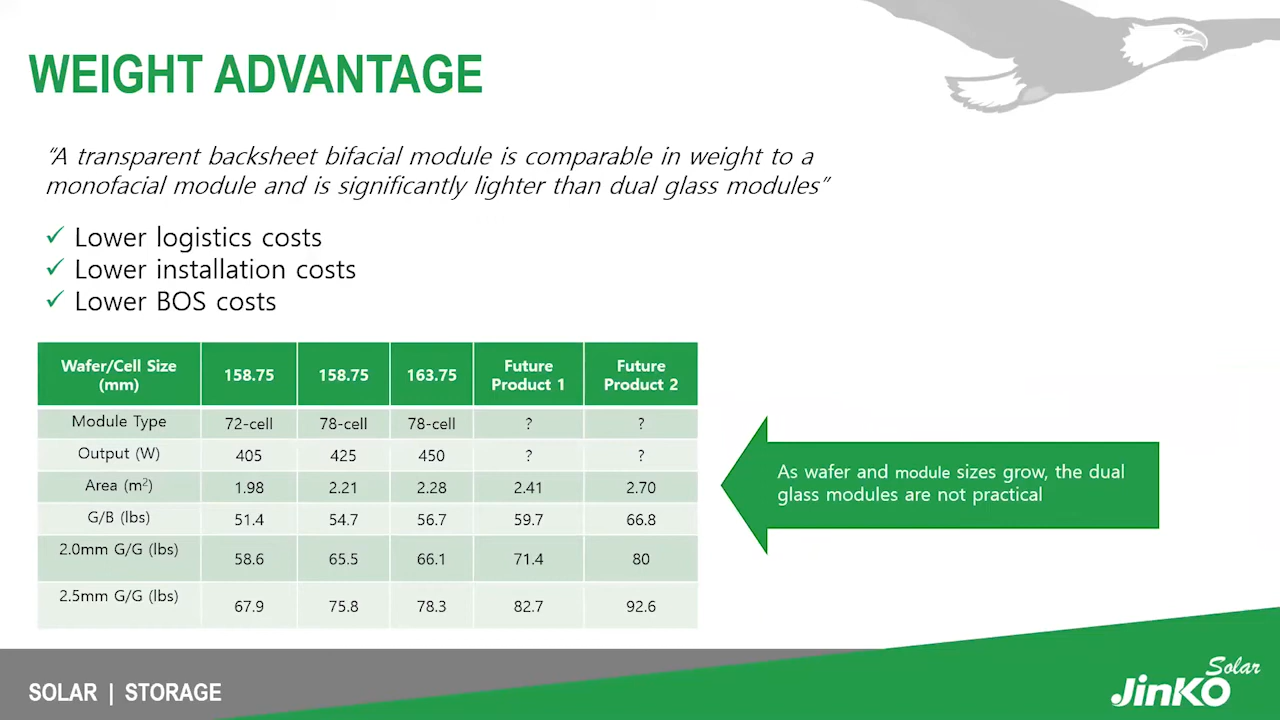 WEIGHT ADVANTAGE
“A transparent backsheet bifacial module is comparable in weight to a
monofacial module and is significantly lighter than dual glass modules”
✓ Lower logistics costs
✓ Lower installation costs
✓ Lower BOS costs
Wafer/Cell Size (mm) 158.75 158.75 163.75 Future Product 1 Future Product 2
Module Type 72-cell 78-cell 78-cell ? ?
Output (W) 405 425 450 ? ?
Area (m²) 1.98 2.21 2.28 2.41 2.70
G/B (lbs) 51.4 54.7 56.7 59.7 66.8
2.0mm G/G (lbs) 58.6 65.5 66.1 71.4 80
2.5mm G/G (lbs) 67.9 75.8 78.3 82.7 92.6
As wafer and module sizes grow, the dual
glass modules are not practical
SOLAR | STORAGE
Solar
JinKO